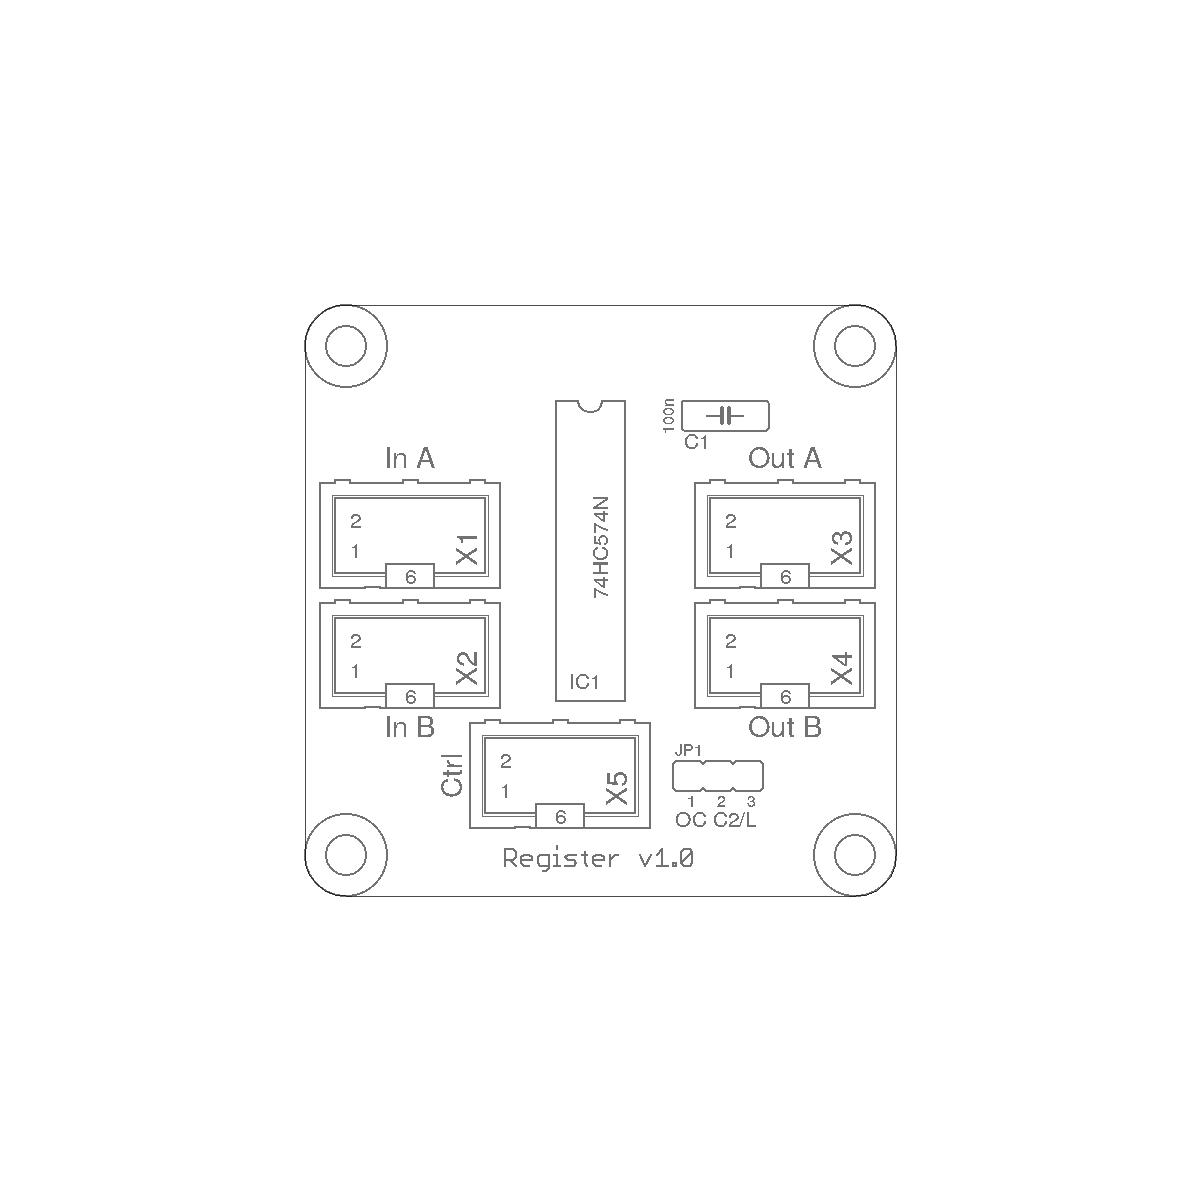 100n
C1
In A
Out A
2
1
X1
6
74HC574N
2
1
X3
6
2
1
X2
6
IC1
2
1
X4
6
In B
Out B
Ctrl
2
1
X5
6
JP1
1 2 3
OC C2/L
Register v1.0